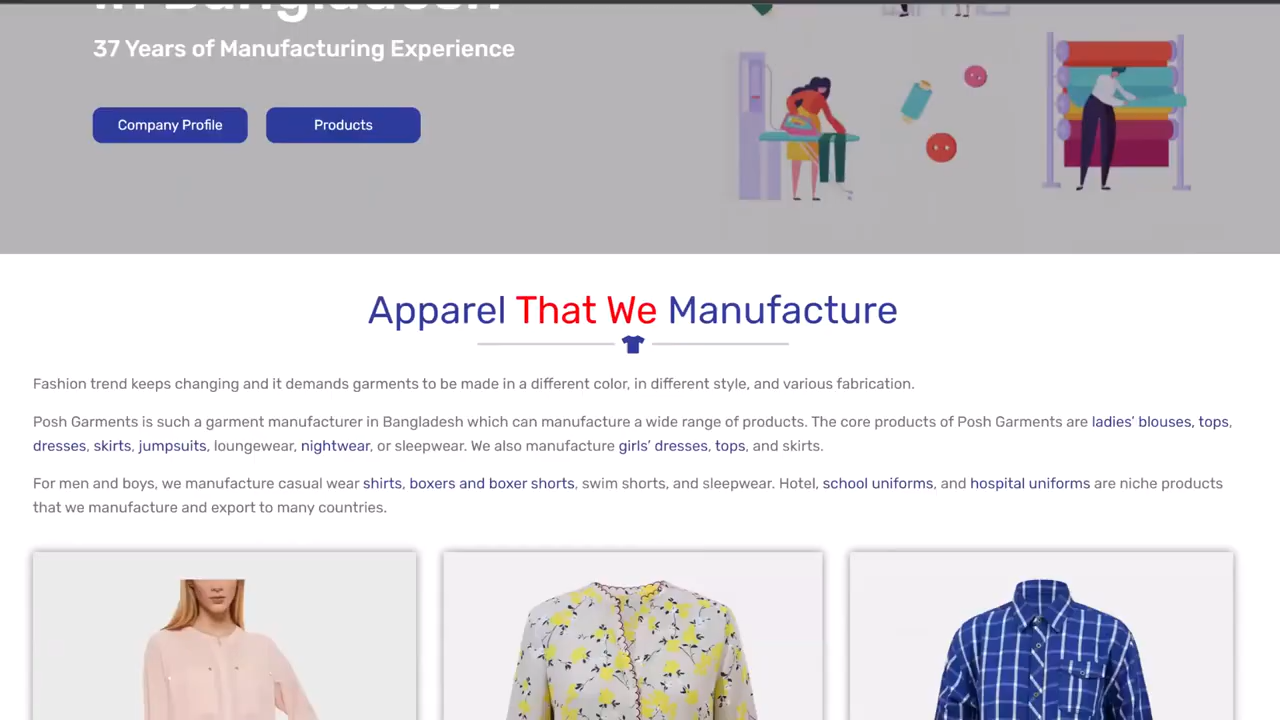 in Bangladesh
37 Years of Manufacturing Experience
Company Profile
Products
Apparel That We Manufacture
Fashion trend keeps changing and it demands garments to be made in a different color, in different style, and various fabrication.
Posh Garments is such a garment manufacturer in Bangladesh which can manufacture a wide range of products. The core products of Posh Garments are ladies’ blouses, tops,
dresses, skirts, jumpsuits, loungewear, nightwear, or sleepwear. We also manufacture girls’ dresses, tops, and skirts.
For men and boys, we manufacture casual wear shirts, boxers and boxer shorts, swim shorts, and sleepwear. Hotel, school uniforms, and hospital uniforms are niche products
that we manufacture and export to many countries.